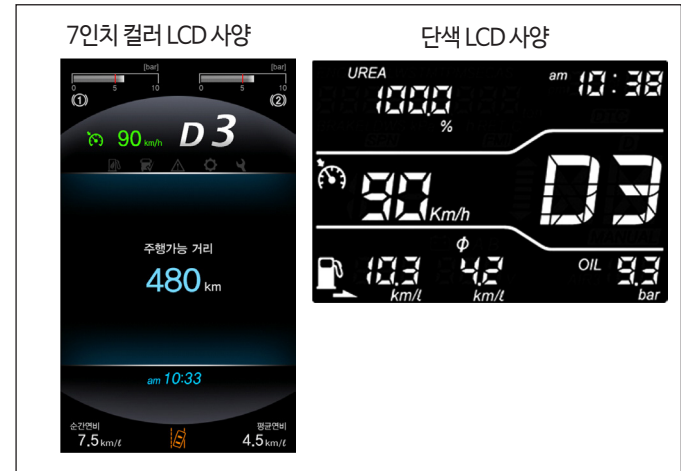 7인치 컬러 LCD 사양
단색 LCD 사양
[bar]
[bar]
0 5 10
0 5 10
(1)
(2)
90 km/h D 3
주행가능 거리
480 km
am 10:33
순간연비
7.5 km/ℓ
평균연비
4.5 km/ℓ
UREA
100.0
%
am 10:38
90 Km/h
D3
10.3
km/ℓ
Φ
4.2
km/ℓ
OIL 9.3
bar